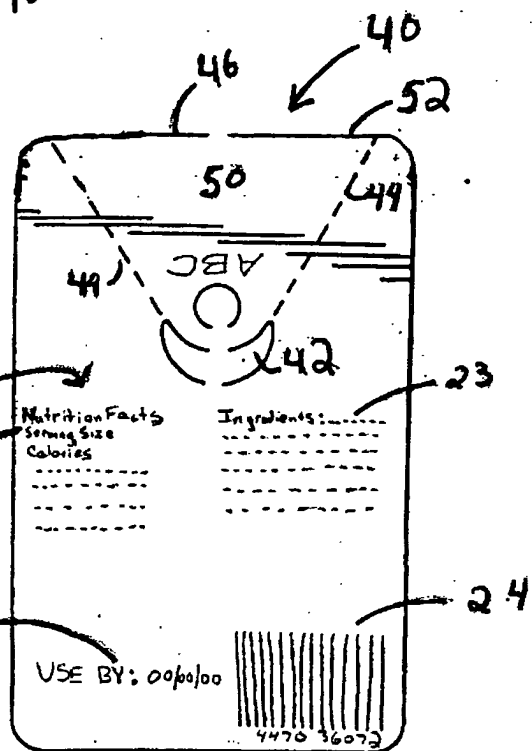 40
46
52
50
44
ABC
49
42
23
Nutrition Facts
Serving Size
Calories
Ingredients:
24
USE BY: 00/00/00
4470 36072